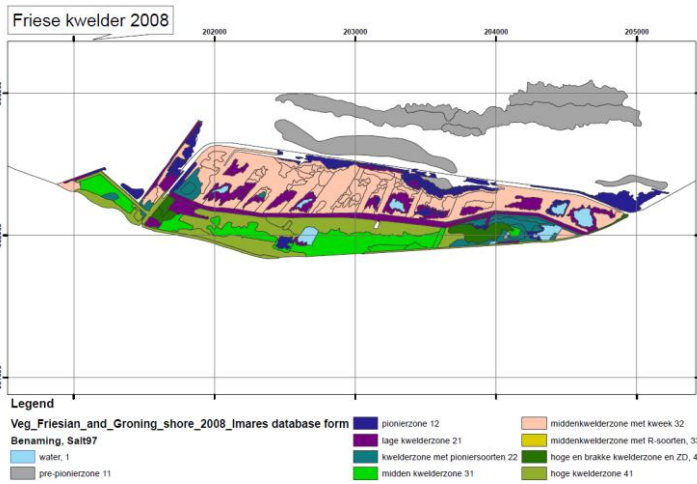 Friese kwelder 2008
202000 203000 204000 205000
Legend
Veg_Friesian_and_Groning_shore_2008_Imares database form
Benaming, Salt97
water, 1
pre-pionierzone 11
pionierzone 12
lage kwelderzone 21
kwelderzone met pioniersoorten 22
midden kwelderzone 31
middenkwelderzone met kweek 32
middenkwelderzone met R-soorten, 33
hoge en brakke kwelderzone en ZD, 4
hoge kwelderzone 41